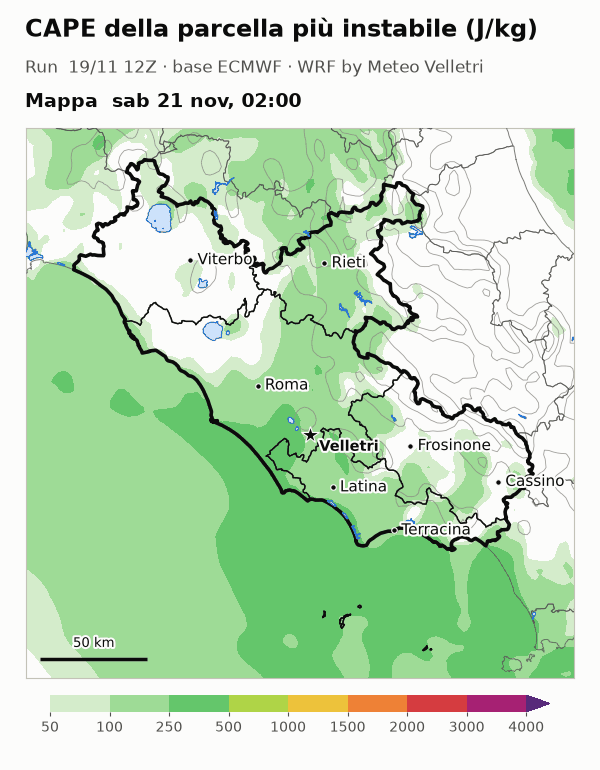 CAPE della parcella più instabile (J/kg)
Run  19/11 12Z · base ECMWF · WRF by Meteo Velletri
Mappa  sab 21 nov, 02:00
Viterbo
Rieti
Roma
Velletri
Frosinone
Cassino
Latina
Terracina
50 km
50 100 250 500 1000 1500 2000 3000 4000